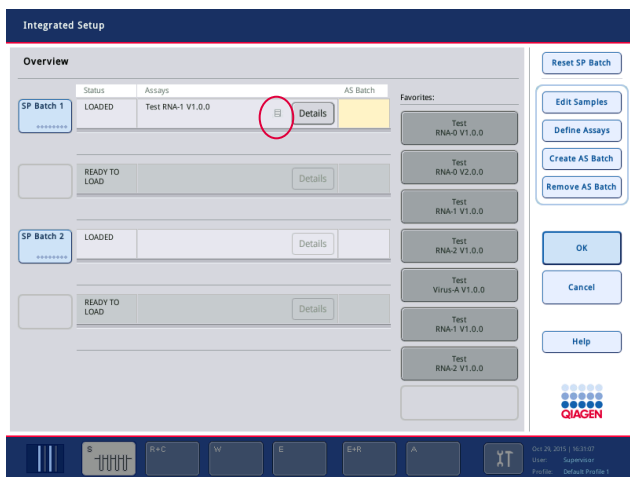 Integrated Setup
Overview
Status Assays AS Batch
SP Batch 1 LOADED Test RNA-1 V1.0.0 Details
READY TO
LOAD
Details
SP Batch 2 LOADED Details
READY TO
LOAD
Details
Favorites:
Test
RNA-0 V1.0.0
Test
RNA-0 V2.0.0
Test
RNA-1 V1.0.0
Test
RNA-2 V1.0.0
Test
Virus-A V1.0.0
Test
RNA-1 V1.0.0
Test
RNA-2 V1.0.0
Reset SP Batch
Edit Samples
Define Assays
Create AS Batch
Remove AS Batch
OK
Cancel
Help
QIAGEN
S R+C W E E+R A
Oct 29, 2015 | 16:31:07
User: Supervisor
Profile: Default Profile 1